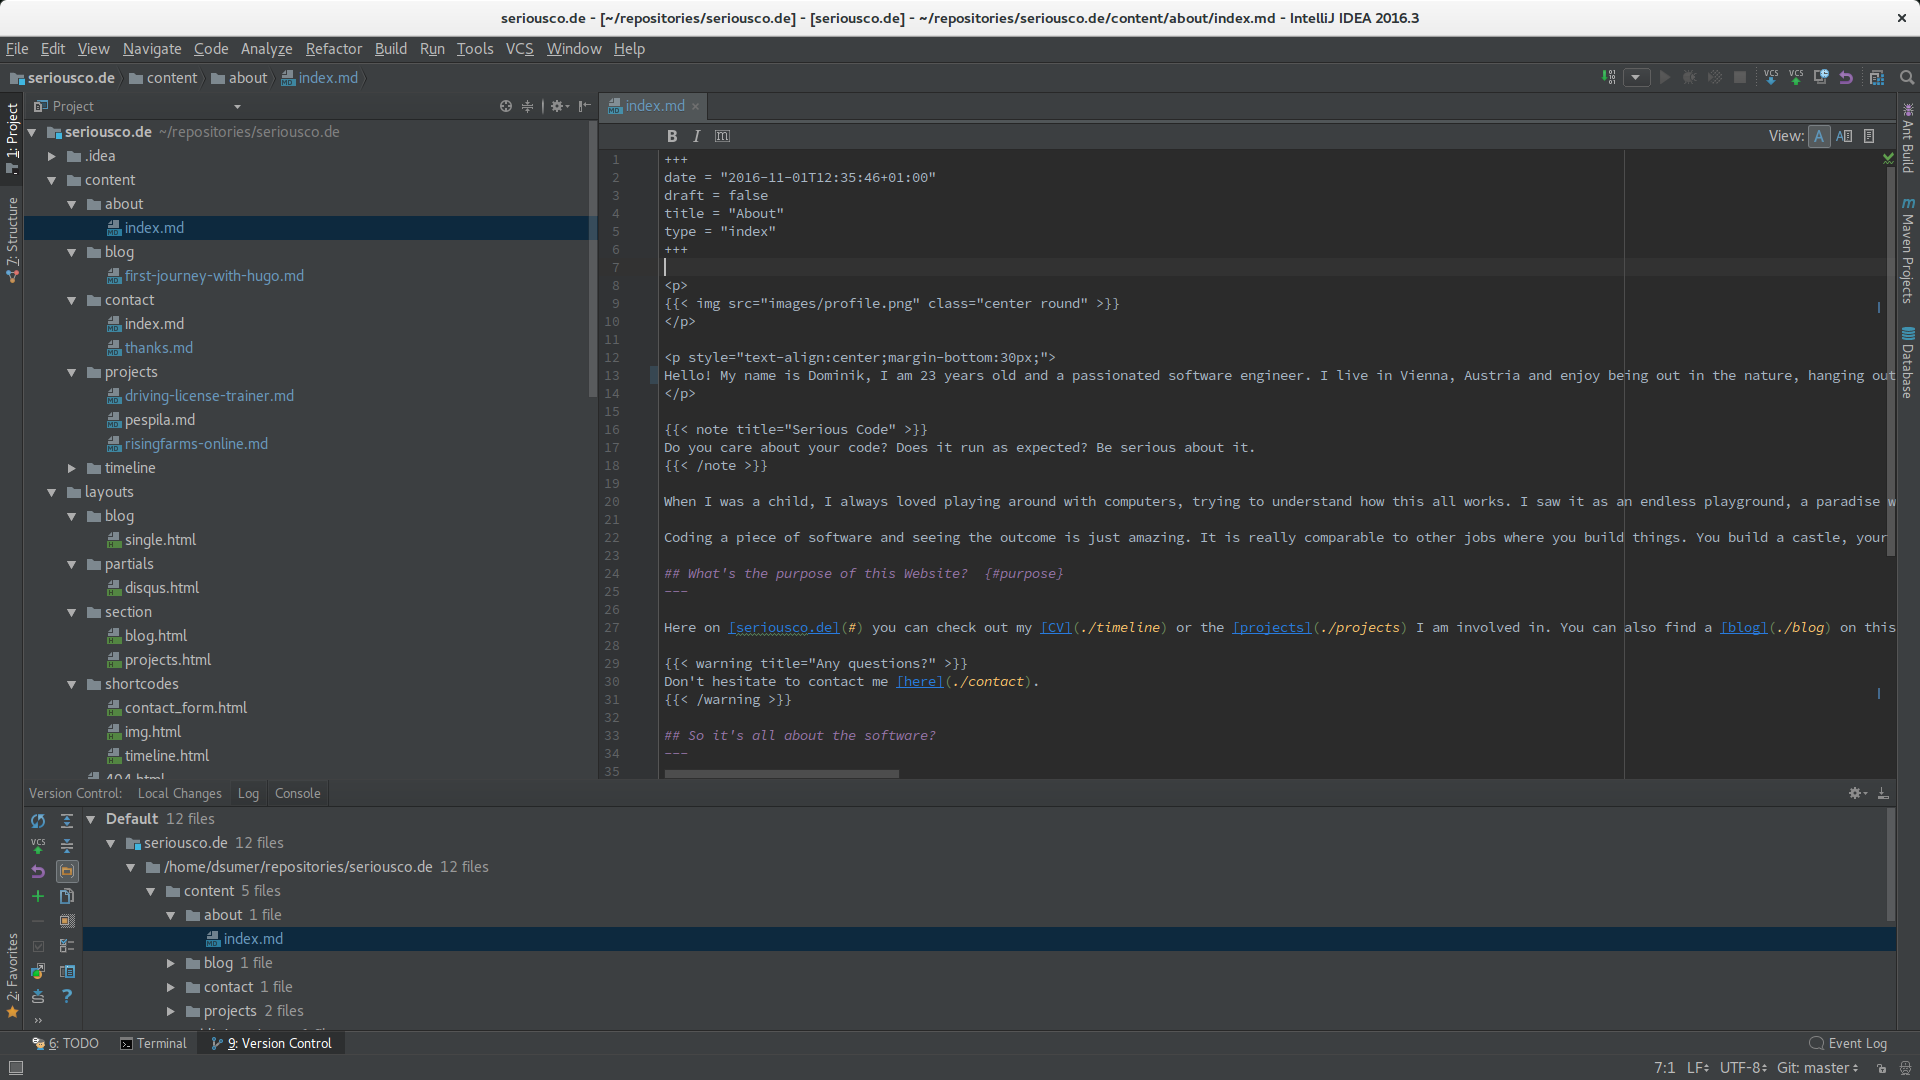 seriousco.de - [~/repositories/seriousco.de] - [seriousco.de] - ~/repositories/seriousco.de/content/about/index.md - IntelliJ IDEA 2016.3
File Edit View Navigate Code Analyze Refactor Build Run Tools VCS Window Help
seriousco.de content about index.md
VCS VCS
Project
index.md
1: Project
7: Structure
2: Favorites
seriousco.de ~/repositories/seriousco.de
.idea
content
about
index.md
blog
first-journey-with-hugo.md
contact
index.md
thanks.md
projects
driving-license-trainer.md
pespila.md
risingfarms-online.md
timeline
layouts
blog
single.html
partials
disqus.html
section
blog.html
projects.html
shortcodes
contact_form.html
img.html
timeline.html
404.html
B I m View: A A
1 +++
2 date = "2016-11-01T12:35:46+01:00"
3 draft = false
4 title = "About"
5 type = "index"
6 +++
7
8 <p>
9 {{< img src="images/profile.png" class="center round" >}}
10 </p>
11
12 <p style="text-align:center;margin-bottom:30px;">
13 Hello! My name is Dominik, I am 23 years old and a passionated software engineer. I live in Vienna, Austria and enjoy being out in the nature, hanging out
14 </p>
15
16 {{< note title="Serious Code" >}}
17 Do you care about your code? Does it run as expected? Be serious about it.
18 {{< /note >}}
19
20 When I was a child, I always loved playing around with computers, trying to understand how this all works. I saw it as an endless playground, a paradise w
21
22 Coding a piece of software and seeing the outcome is just amazing. It is really comparable to other jobs where you build things. You build a castle, your
23
24 ## What's the purpose of this Website?  {#purpose}
25 ---
26
27 Here on [seriousco.de](#) you can check out my [CV](./timeline) or the [projects](./projects) I am involved in. You can also find a [blog](./blog) on this
28
29 {{< warning title="Any questions?" >}}
30 Don't hesitate to contact me [here](./contact).
31 {{< /warning >}}
32
33 ## So it's all about the software?
34 ---
35
Ant Build
m Maven Projects
Database
Version Control: Local Changes Log Console
VCS
Default 12 files
seriousco.de 12 files
/home/dsumer/repositories/seriousco.de 12 files
content 5 files
about 1 file
index.md
blog 1 file
contact 1 file
projects 2 files
6: TODO Terminal 9: Version Control Event Log
7:1 LF UTF-8 Git: master